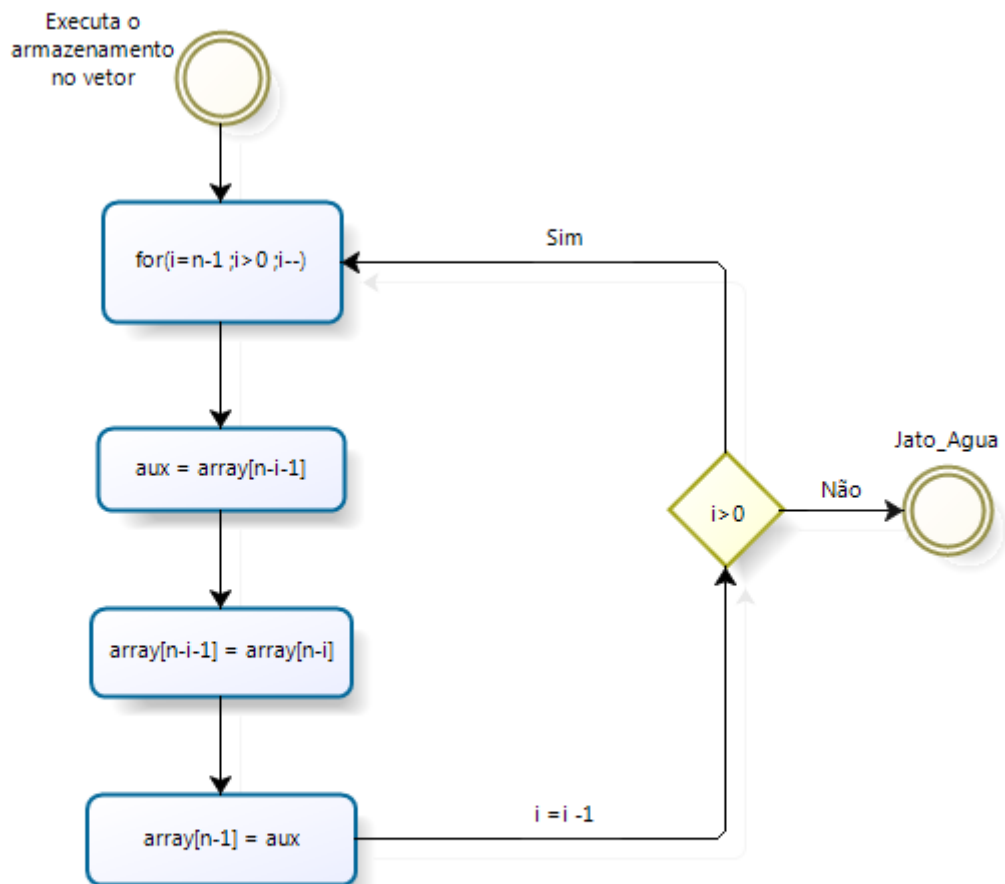 Executa o
armazenamento
no vetor
for(i=n-1 ;i>0 ;i--)
Sim
aux = array[n-i-1]
Jato_Agua
Não
i>0
array[n-i-1] = array[n-i]
array[n-1] = aux
i =i -1